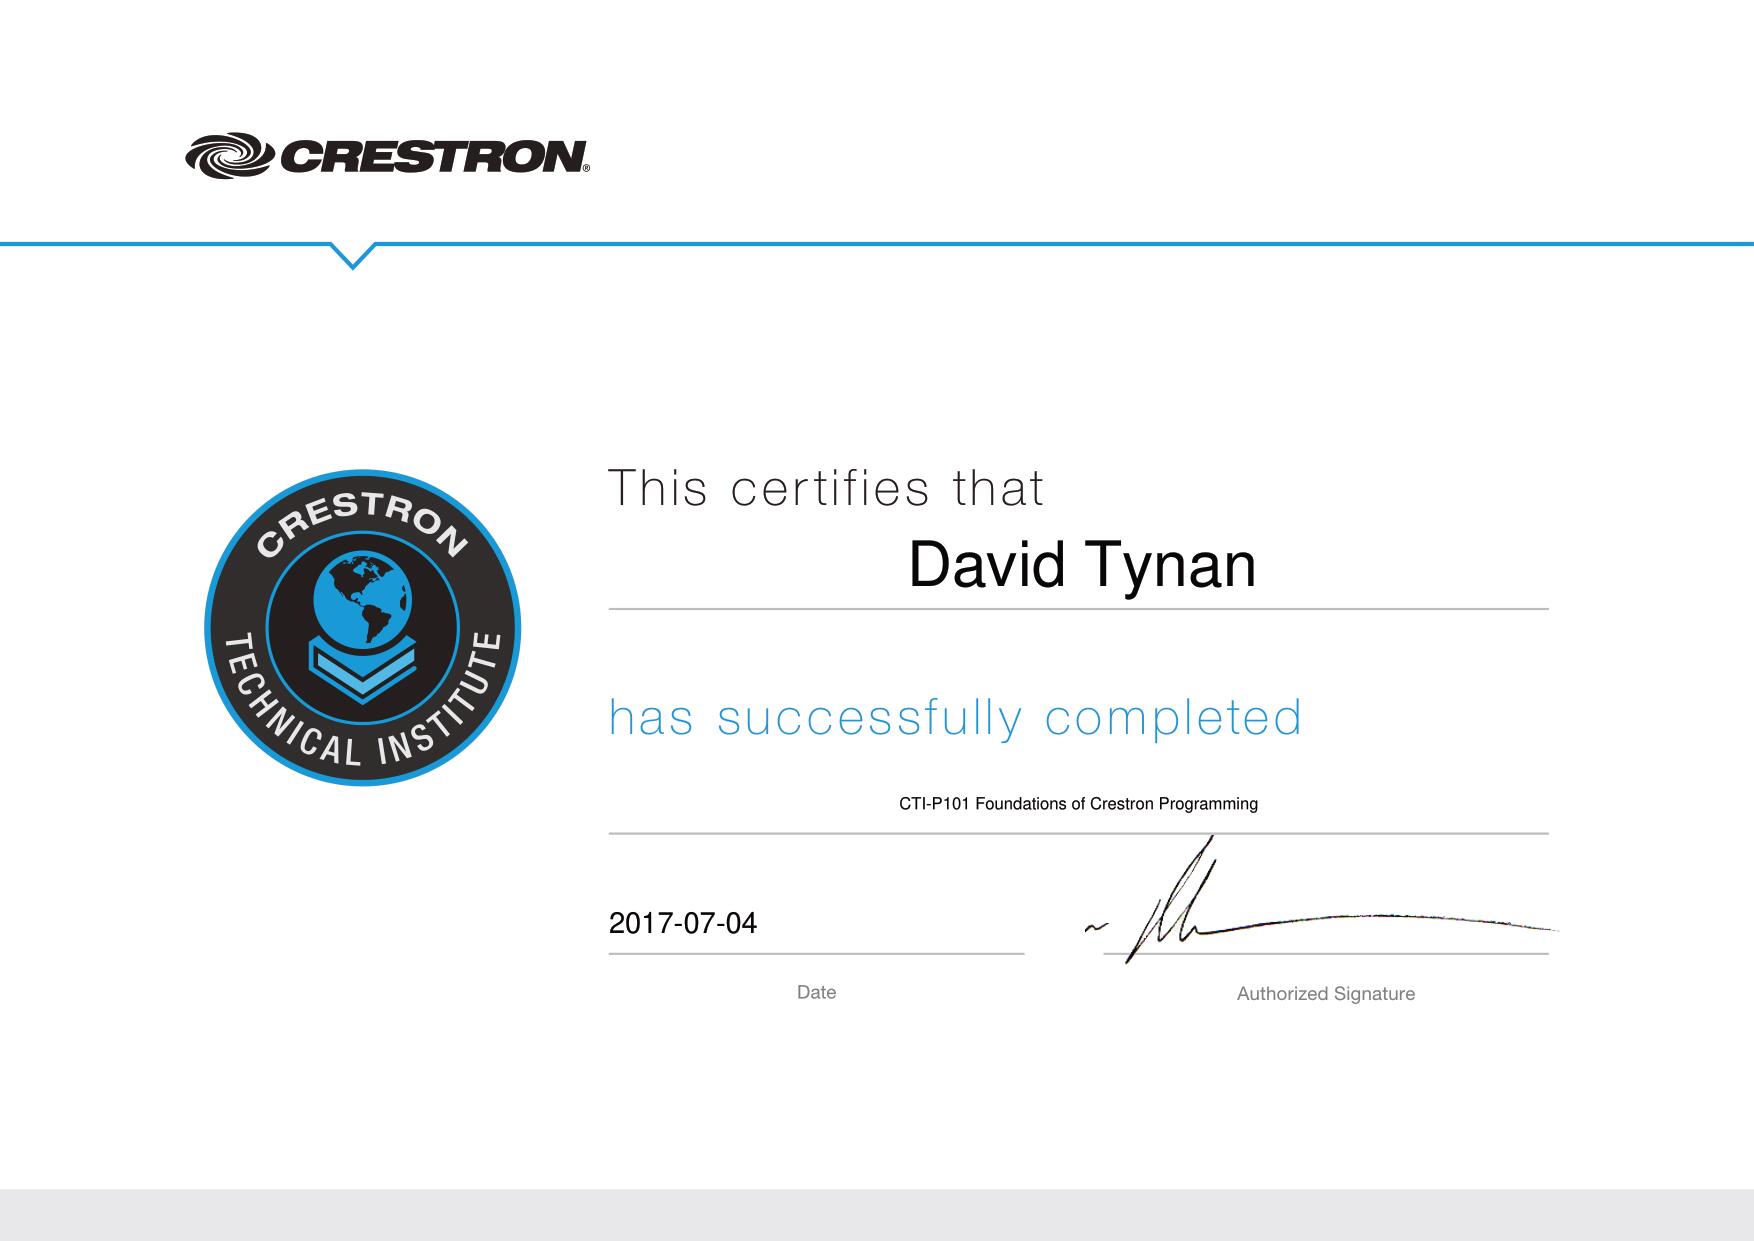 CRESTRON®
This certifies that
David Tynan
CRESTRON
TECHNICAL INSTITUTE
has successfully completed
CTI-P101 Foundations of Crestron Programming
2017-07-04
Date
Authorized Signature